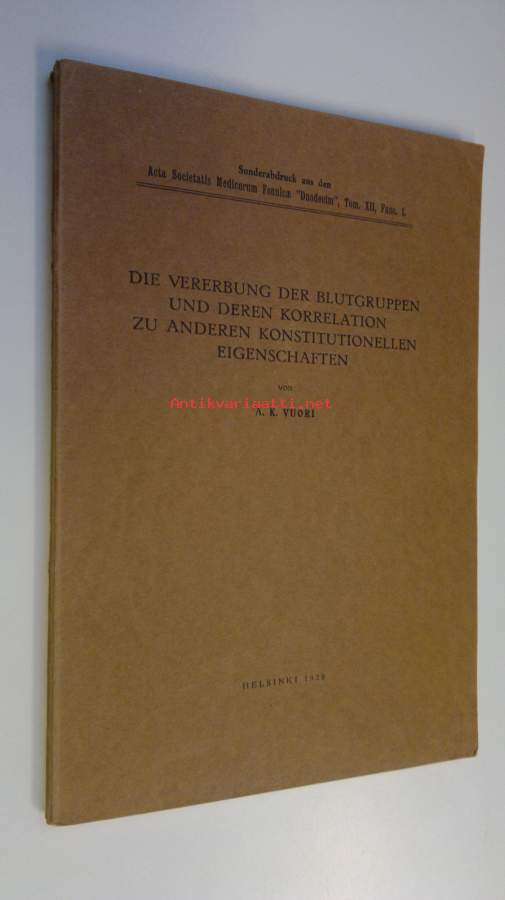 Sonderabdruck aus den
Acta Societatis Medicorum Fennicæ "Duodecim", Tom. XII, Fasc. 1.
DIE VERERBUNG DER BLUTGRUPPEN
UND DEREN KORRELATION
ZU ANDEREN KONSTITUTIONELLEN
EIGENSCHAFTEN
VON
Antikvariaatti.net
A. K. VUORI
HELSINKI 1929